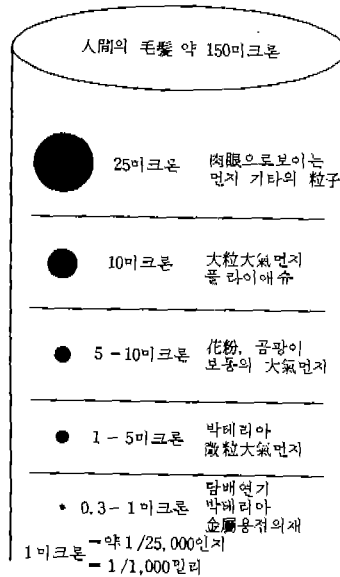 人間의 毛髮 약 150미크론
25미크론 肉眼으로보이는
먼지 기타의 粒子
10미크론 大粒大氣먼지
플라이애슈
5-10미크론 花粉, 곰팡이
보통의 大氣먼지
1-5미크론 박테리아
微粒大氣먼지
0.3-1미크론 담배연기
박테리아
金屬용접의재
1미크론 -약 1/25,000인치
= 1/1,000밀리